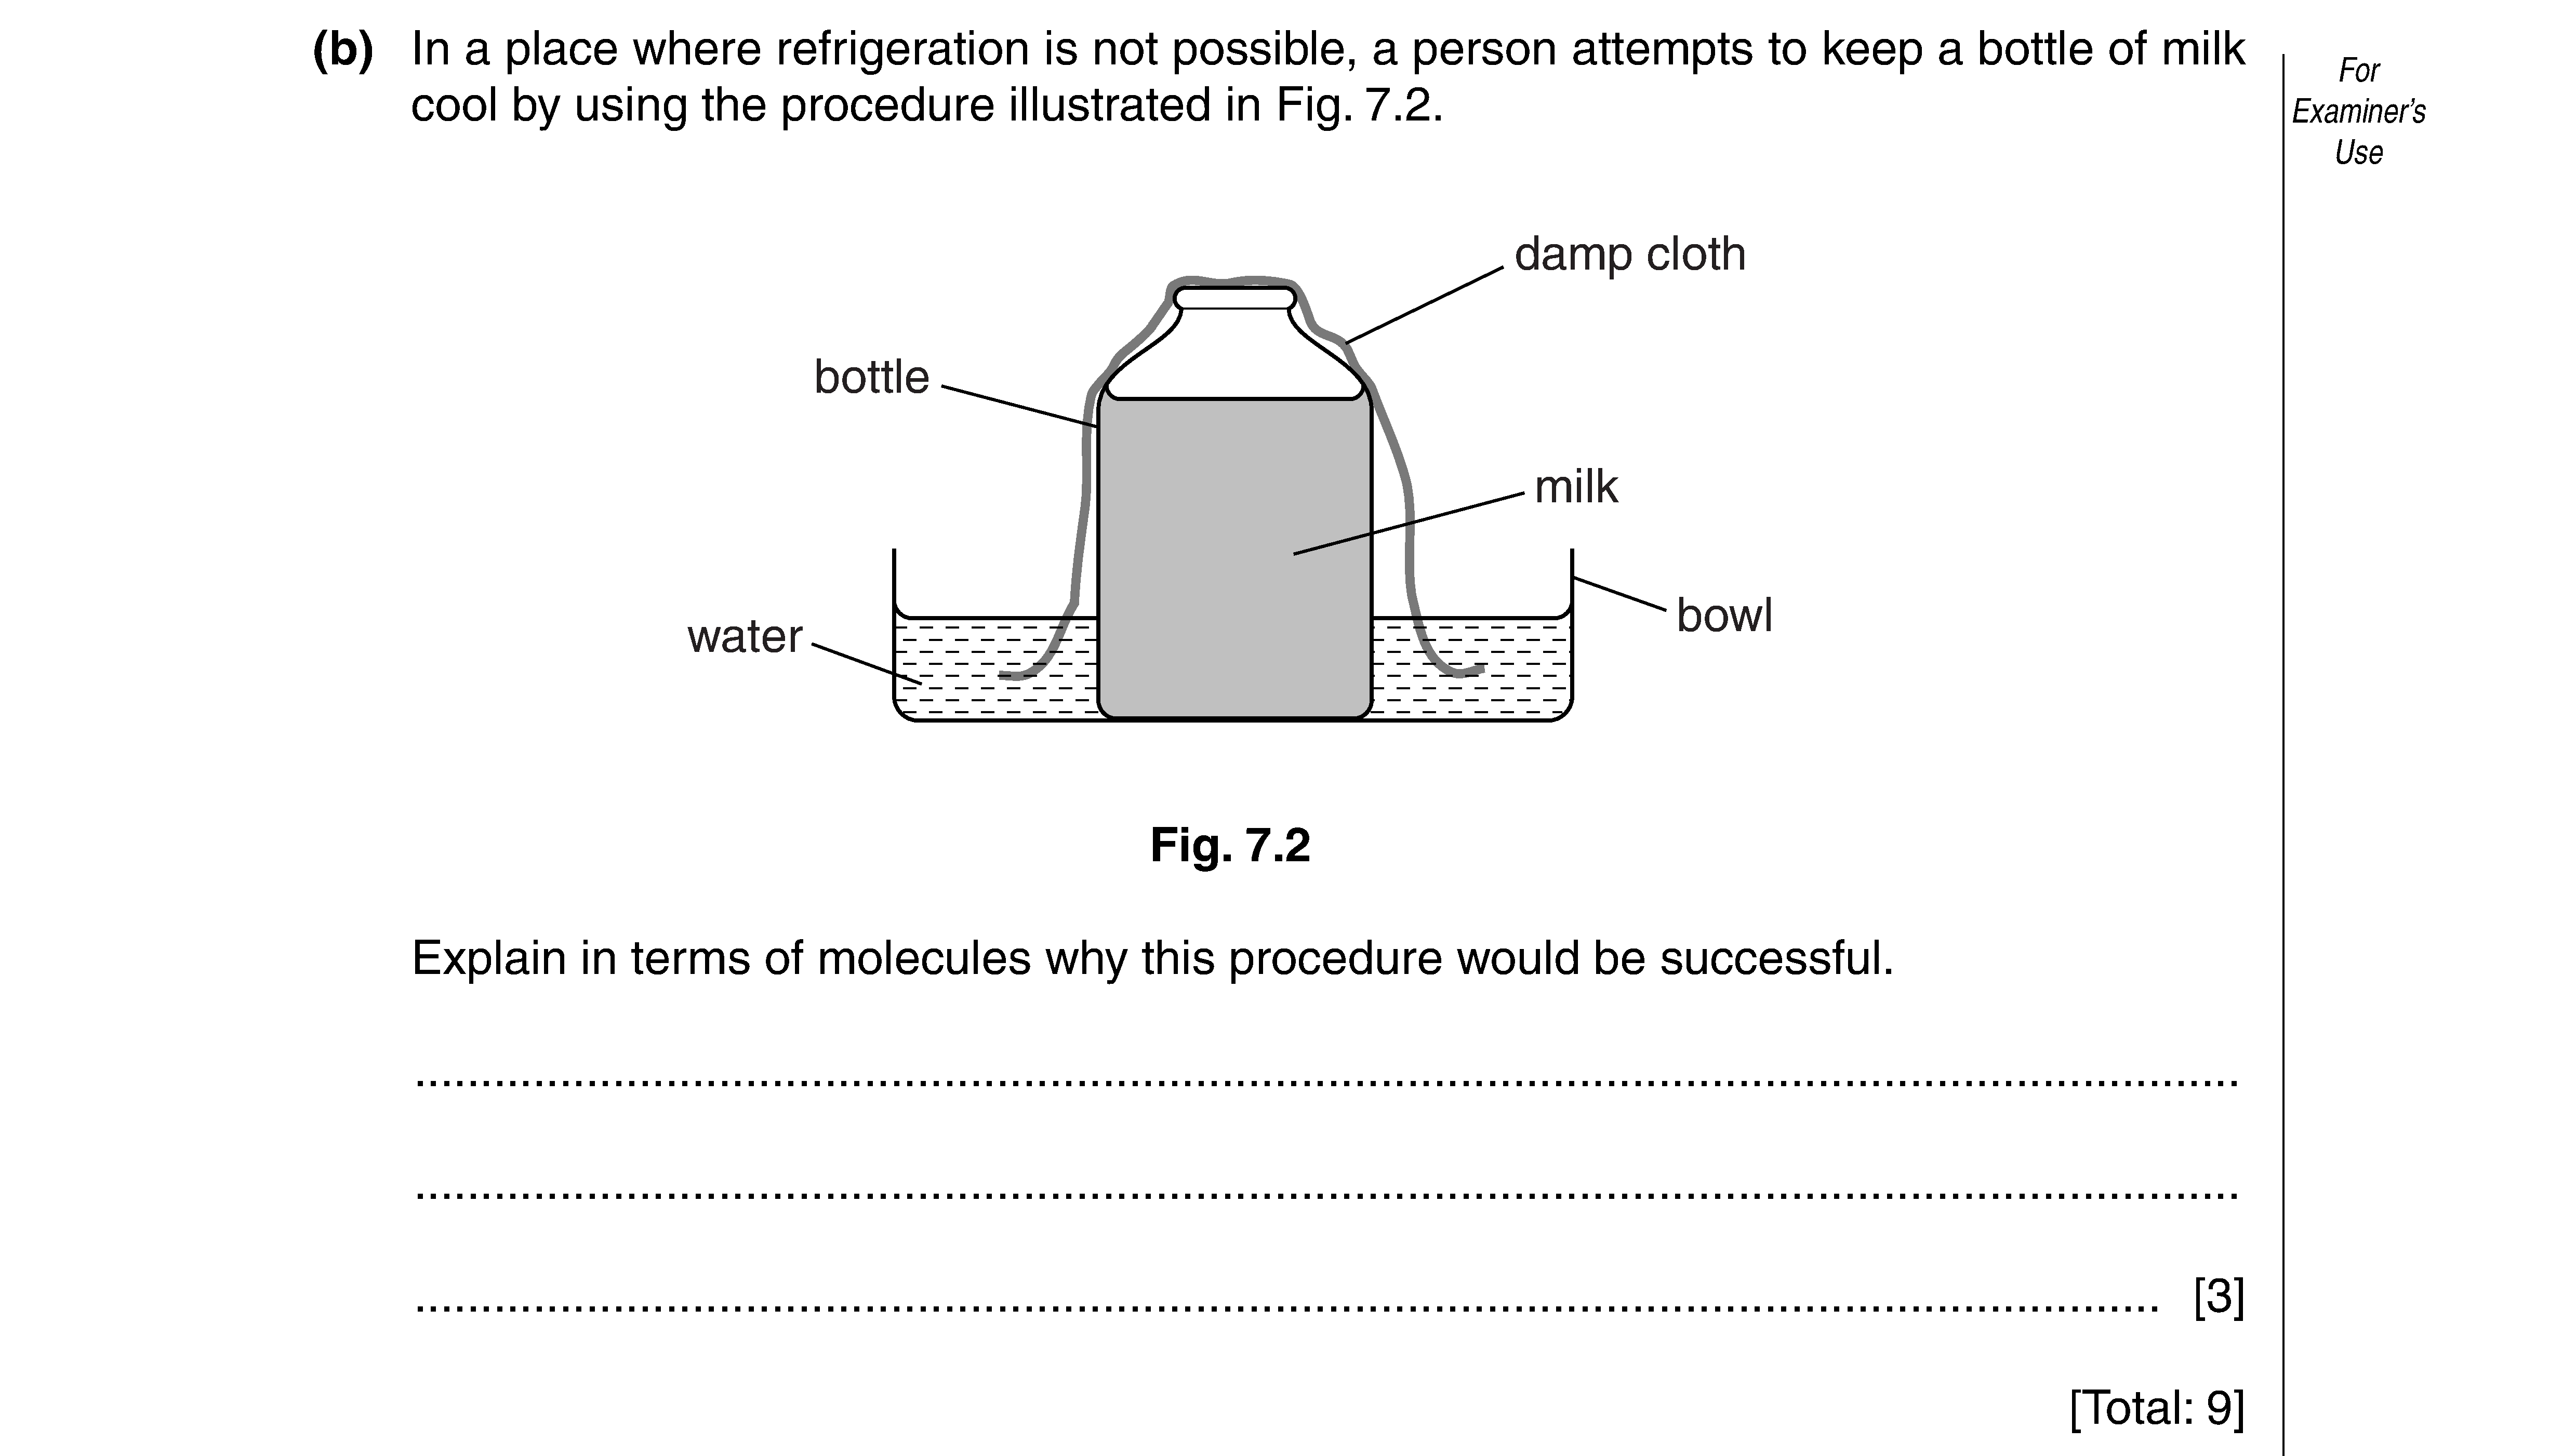 (b) In a place where refrigeration is not possible, a person attempts to keep a bottle of milk
cool by using the procedure illustrated in Fig. 7.2.
For
Examiner's
Use
damp cloth
bottle
milk
bowl
water
Fig. 7.2
Explain in terms of molecules why this procedure would be successful.
[3]
[Total: 9]